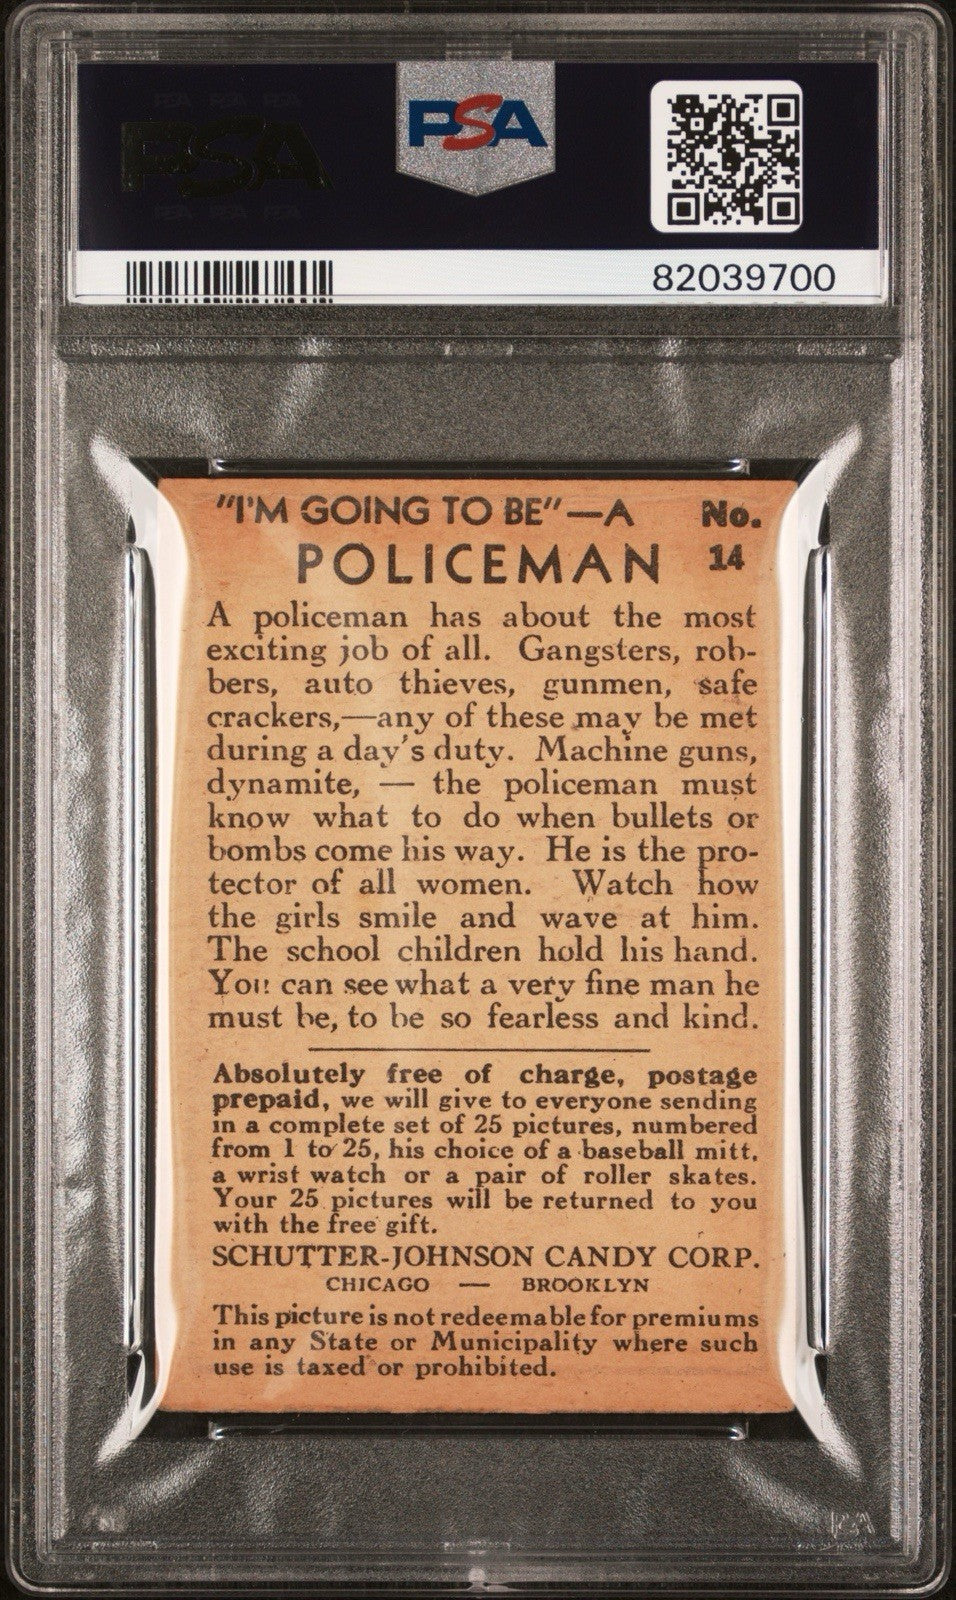 PSA
PSA
82039700
"I'M GOING TO BE"—A No.
POLICEMAN 14
A policeman has about the most
exciting job of all. Gangsters, rob-
bers, auto thieves, gunmen, safe
crackers,—any of these may be met
during a day's duty. Machine guns,
dynamite, — the policeman must
know what to do when bullets or
bombs come his way. He is the pro-
tector of all women. Watch how
the girls smile and wave at him.
The school children hold his hand.
You can see what a very fine man he
must be, to be so fearless and kind.
Absolutely free of charge, postage
prepaid, we will give to everyone sending
in a complete set of 25 pictures, numbered
from 1 to 25, his choice of a baseball mitt,
a wrist watch or a pair of roller skates.
Your 25 pictures will be returned to you
with the free gift.
SCHUTTER-JOHNSON CANDY CORP.
CHICAGO — BROOKLYN
This picture is not redeemable for premiums
in any State or Municipality where such
use is taxed or prohibited.